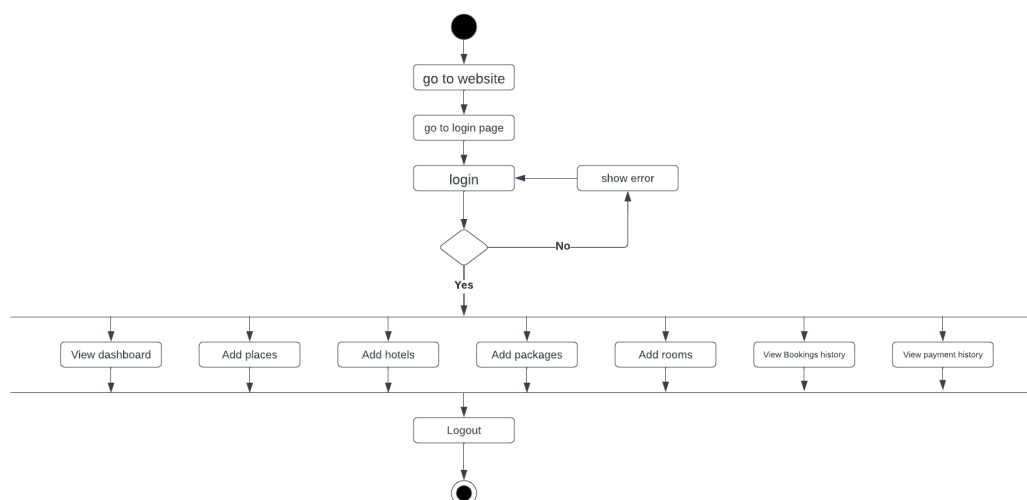 go to website
go to login page
login
show error
No
Yes
View dashboard
Add places
Add hotels
Add packages
Add rooms
View Bookings history
View payment history
Logout